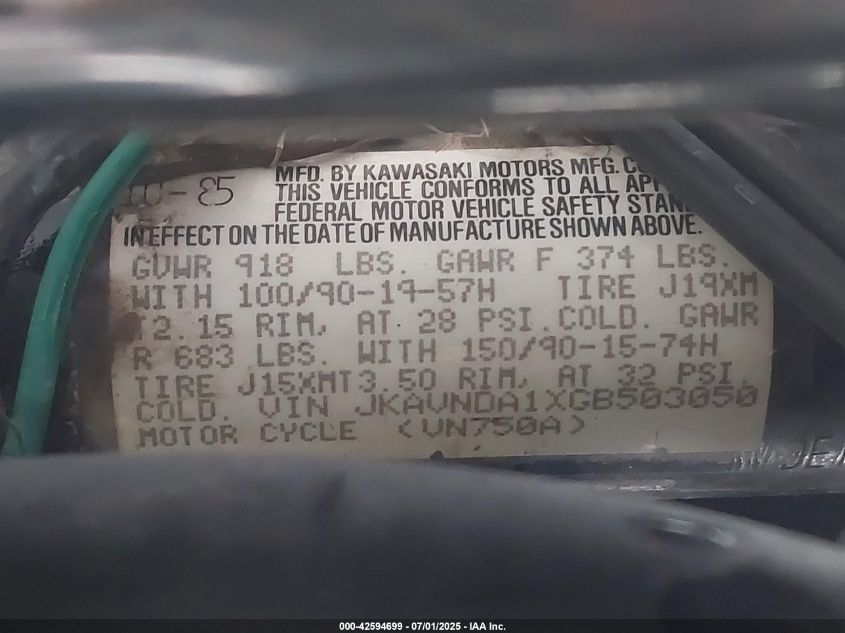 10-85
MFD. BY KAWASAKI MOTORS MFG.
THIS VEHICLE CONFORMS TO ALL
FEDERAL MOTOR VEHICLE SAFETY
IN EFFECT ON THE DATE OF MANUFACTURE SHOWN ABOVE.
GVWR 918 LBS. GAWR F 374 LBS.
WITH 100/90-19-57H TIRE J19XM
T2.15 RIM, AT 28 PSI.COLD. GAWR
R 683 LBS. WITH 150/90-15-74H
TIRE J15XMT3.50 RIM, AT 32 PSI.
COLD. VIN JKAVNDA1XGB503050
MOTOR CYCLE (VN750A)
000-42594699 - 07/01/2025 - IAA Inc.